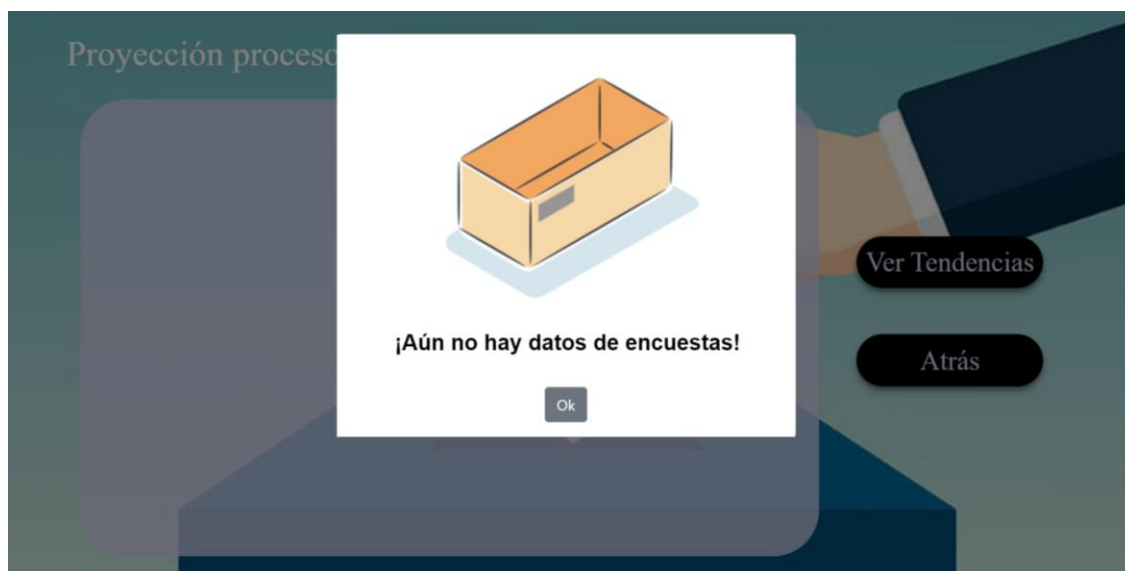 Proyección proceso
Ver Tendencias
¡Aún no hay datos de encuestas!
Atrás
Ok